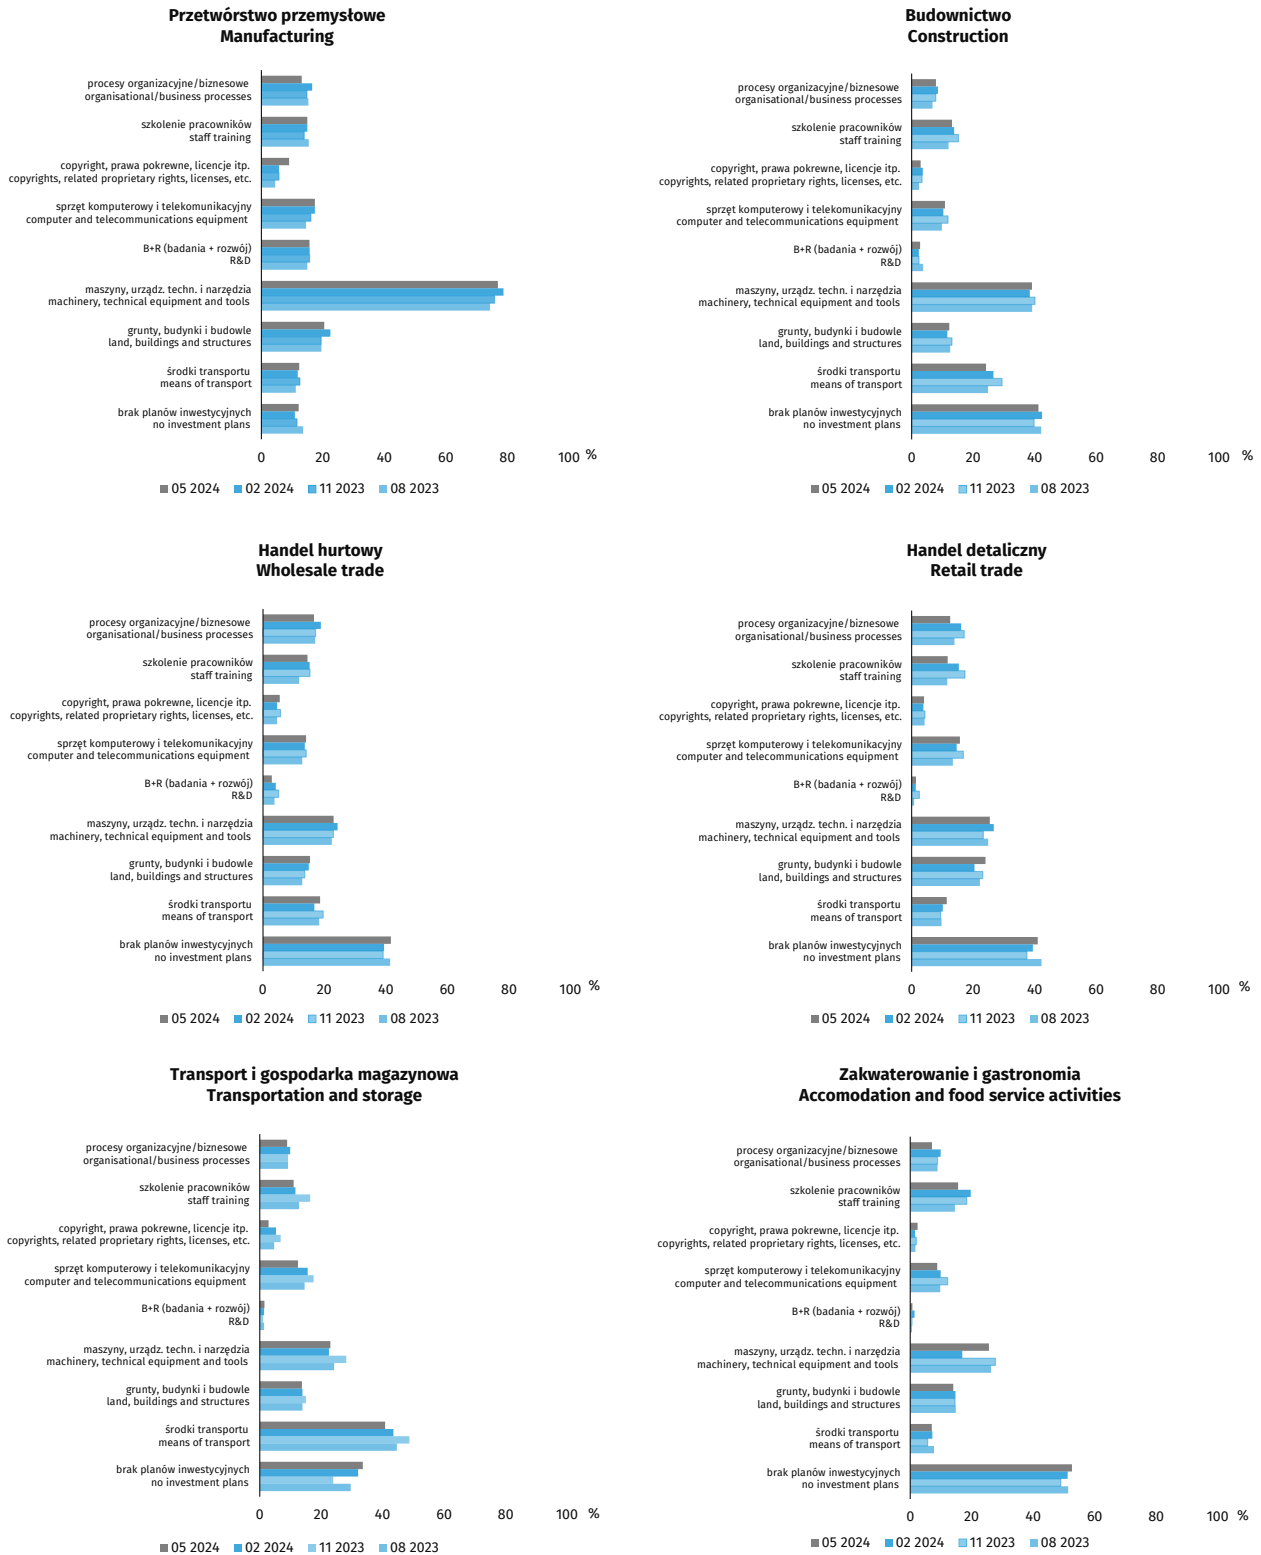 Przetwórstwo przemysłowe
Manufacturing
procesy organizacyjne/biznesowe
organisational/business processes
szkolenie pracowników
staff training
copyright, prawa pokrewne, licencje itp.
copyrights, related proprietary rights, licenses, etc.
sprzęt komputerowy i telekomunikacyjny
computer and telecommunications equipment
B+R (badania + rozwój)
R&D
maszyny, urządz. techn. i narzędzia
machinery, technical equipment and tools
grunty, budynki i budowle
land, buildings and structures
środki transportu
means of transport
brak planów inwestycyjnych
no investment plans
0 20 40 60 80 100 %
05 2024 02 2024 11 2023 08 2023
Budownictwo
Construction
procesy organizacyjne/biznesowe
organisational/business processes
szkolenie pracowników
staff training
copyright, prawa pokrewne, licencje itp.
copyrights, related proprietary rights, licenses, etc.
sprzęt komputerowy i telekomunikacyjny
computer and telecommunications equipment
B+R (badania + rozwój)
R&D
maszyny, urządz. techn. i narzędzia
machinery, technical equipment and tools
grunty, budynki i budowle
land, buildings and structures
środki transportu
means of transport
brak planów inwestycyjnych
no investment plans
0 20 40 60 80 100 %
05 2024 02 2024 11 2023 08 2023
Handel hurtowy
Wholesale trade
procesy organizacyjne/biznesowe
organisational/business processes
szkolenie pracowników
staff training
copyright, prawa pokrewne, licencje itp.
copyrights, related proprietary rights, licenses, etc.
sprzęt komputerowy i telekomunikacyjny
computer and telecommunications equipment
B+R (badania + rozwój)
R&D
maszyny, urządz. techn. i narzędzia
machinery, technical equipment and tools
grunty, budynki i budowle
land, buildings and structures
środki transportu
means of transport
brak planów inwestycyjnych
no investment plans
0 20 40 60 80 100 %
05 2024 02 2024 11 2023 08 2023
Handel detaliczny
Retail trade
procesy organizacyjne/biznesowe
organisational/business processes
szkolenie pracowników
staff training
copyright, prawa pokrewne, licencje itp.
copyrights, related proprietary rights, licenses, etc.
sprzęt komputerowy i telekomunikacyjny
computer and telecommunications equipment
B+R (badania + rozwój)
R&D
maszyny, urządz. techn. i narzędzia
machinery, technical equipment and tools
grunty, budynki i budowle
land, buildings and structures
środki transportu
means of transport
brak planów inwestycyjnych
no investment plans
0 20 40 60 80 100 %
05 2024 02 2024 11 2023 08 2023
Transport i gospodarka magazynowa
Transportation and storage
procesy organizacyjne/biznesowe
organisational/business processes
szkolenie pracowników
staff training
copyright, prawa pokrewne, licencje itp.
copyrights, related proprietary rights, licenses, etc.
sprzęt komputerowy i telekomunikacyjny
computer and telecommunications equipment
B+R (badania + rozwój)
R&D
maszyny, urządz. techn. i narzędzia
machinery, technical equipment and tools
grunty, budynki i budowle
land, buildings and structures
środki transportu
means of transport
brak planów inwestycyjnych
no investment plans
0 20 40 60 80 100 %
05 2024 02 2024 11 2023 08 2023
Zakwaterowanie i gastronomia
Accomodation and food service activities
procesy organizacyjne/biznesowe
organisational/business processes
szkolenie pracowników
staff training
copyright, prawa pokrewne, licencje itp.
copyrights, related proprietary rights, licenses, etc.
sprzęt komputerowy i telekomunikacyjny
computer and telecommunications equipment
B+R (badania + rozwój)
R&D
maszyny, urządz. techn. i narzędzia
machinery, technical equipment and tools
grunty, budynki i budowle
land, buildings and structures
środki transportu
means of transport
brak planów inwestycyjnych
no investment plans
0 20 40 60 80 100 %
05 2024 02 2024 11 2023 08 2023